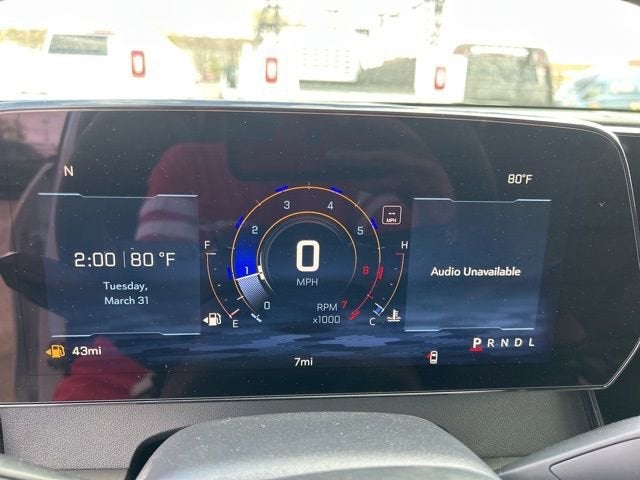 N
80°F
2:00 | 80 °F
Tuesday,
March 31
F
E
43mi
0
1
2
3
4
5
6
7
0
MPH
RPM
x1000
--
MPH
H
C
Audio Unavailable
7mi
P R N D L